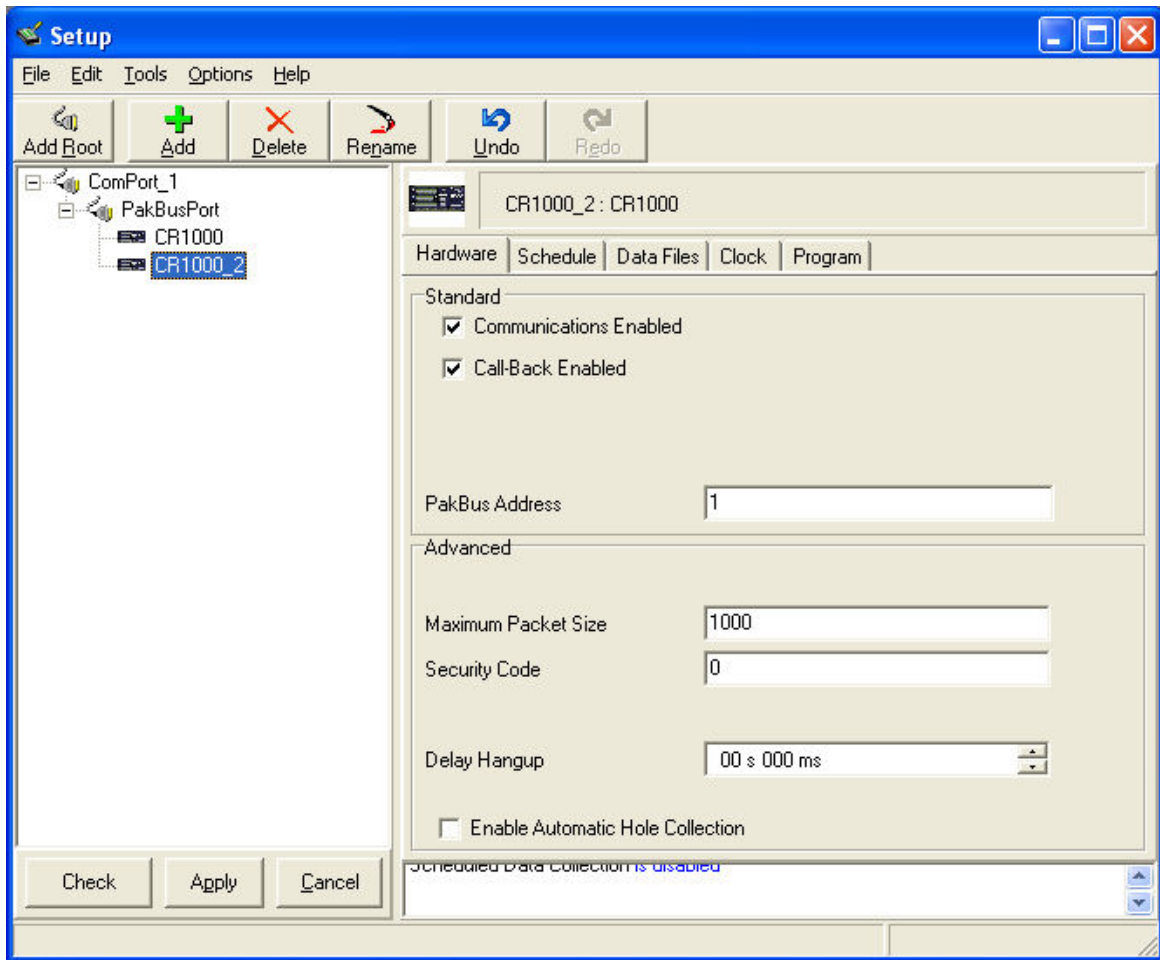 Setup
File Edit Tools Options Help
Add Root Add Delete Rename Undo Redo
ComPort_1
PakBusPort
CR1000
CR1000_2
CR1000_2 : CR1000
Hardware Schedule Data Files Clock Program
Standard
Communications Enabled
Call-Back Enabled
PakBus Address 1
Advanced
Maximum Packet Size 1000
Security Code 0
Delay Hangup 00 s 000 ms
Enable Automatic Hole Collection
Scheduled Data Collection is disabled
Check Apply Cancel